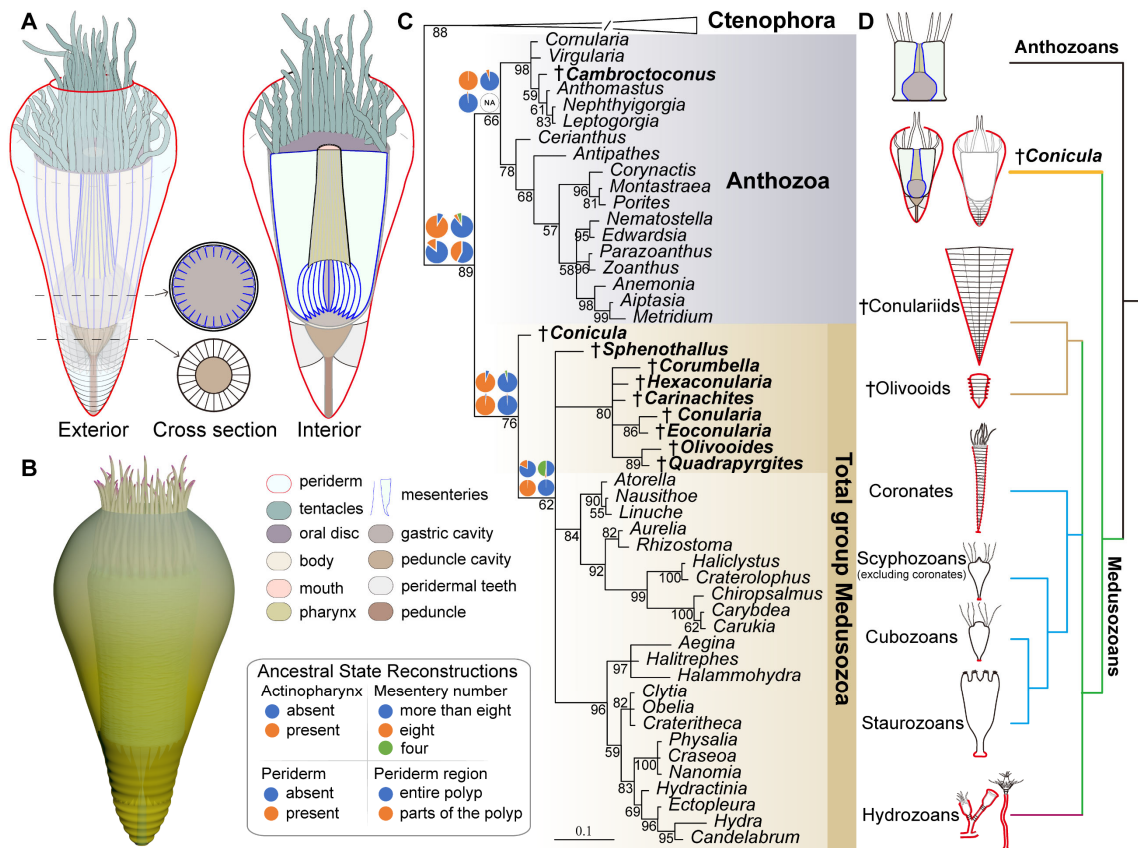 A
Exterior
Cross section
Interior
B
periderm
tentacles
oral disc
body
mouth
pharynx
mesenteries
gastric cavity
peduncle cavity
peridermal teeth
peduncle
Ancestral State Reconstructions
Actinopharynx
absent
present
Mesentery number
more than eight
eight
four
Periderm
absent
present
Periderm region
entire polyp
parts of the polyp
C
88
Ctenophora
Cornularia
Virgularia
98
†Cambroctoconus
Anthomastus
59
Nephthyigorgia
61
Leptogorgia
83
NA
66
Cerianthus
78
Antipathes
68
Corynactis
Montastraea
96
Porites
81
Anthozoa
57
Nematostella
Edwardsia
95
Parazoanthus
58
96
Zoanthus
Anemonia
98
Aiptasia
99
Metridium
89
†Conicula
†Sphenothallus
†Corumbella
†Hexaconularia
†Carinachites
80
†Conularia
86
†Eoconularia
†Olivooides
89
†Quadrapyrgites
76
62
Atorella
90
Nausithoe
55
Linuche
84
82
Aurelia
Rhizostoma
92
Haliclystus
100
Craterolophus
99
Chiropsalmus
100
Carybdea
62
Carukia
Aegina
97
Halitrephes
Halammohydra
96
82
Clytia
Obelia
Crateritheca
59
Physalia
Craseoa
100
Nanomia
83
Hydractinia
69
Ectopleura
96
Hydra
95
Candelabrum
0.1
Total group Medusozoa
D
Anthozoans
†Conicula
†Conulariids
†Olivooids
Coronates
Scyphozoans
(excluding coronates)
Cubozoans
Staurozoans
Hydrozoans
Medusozoans